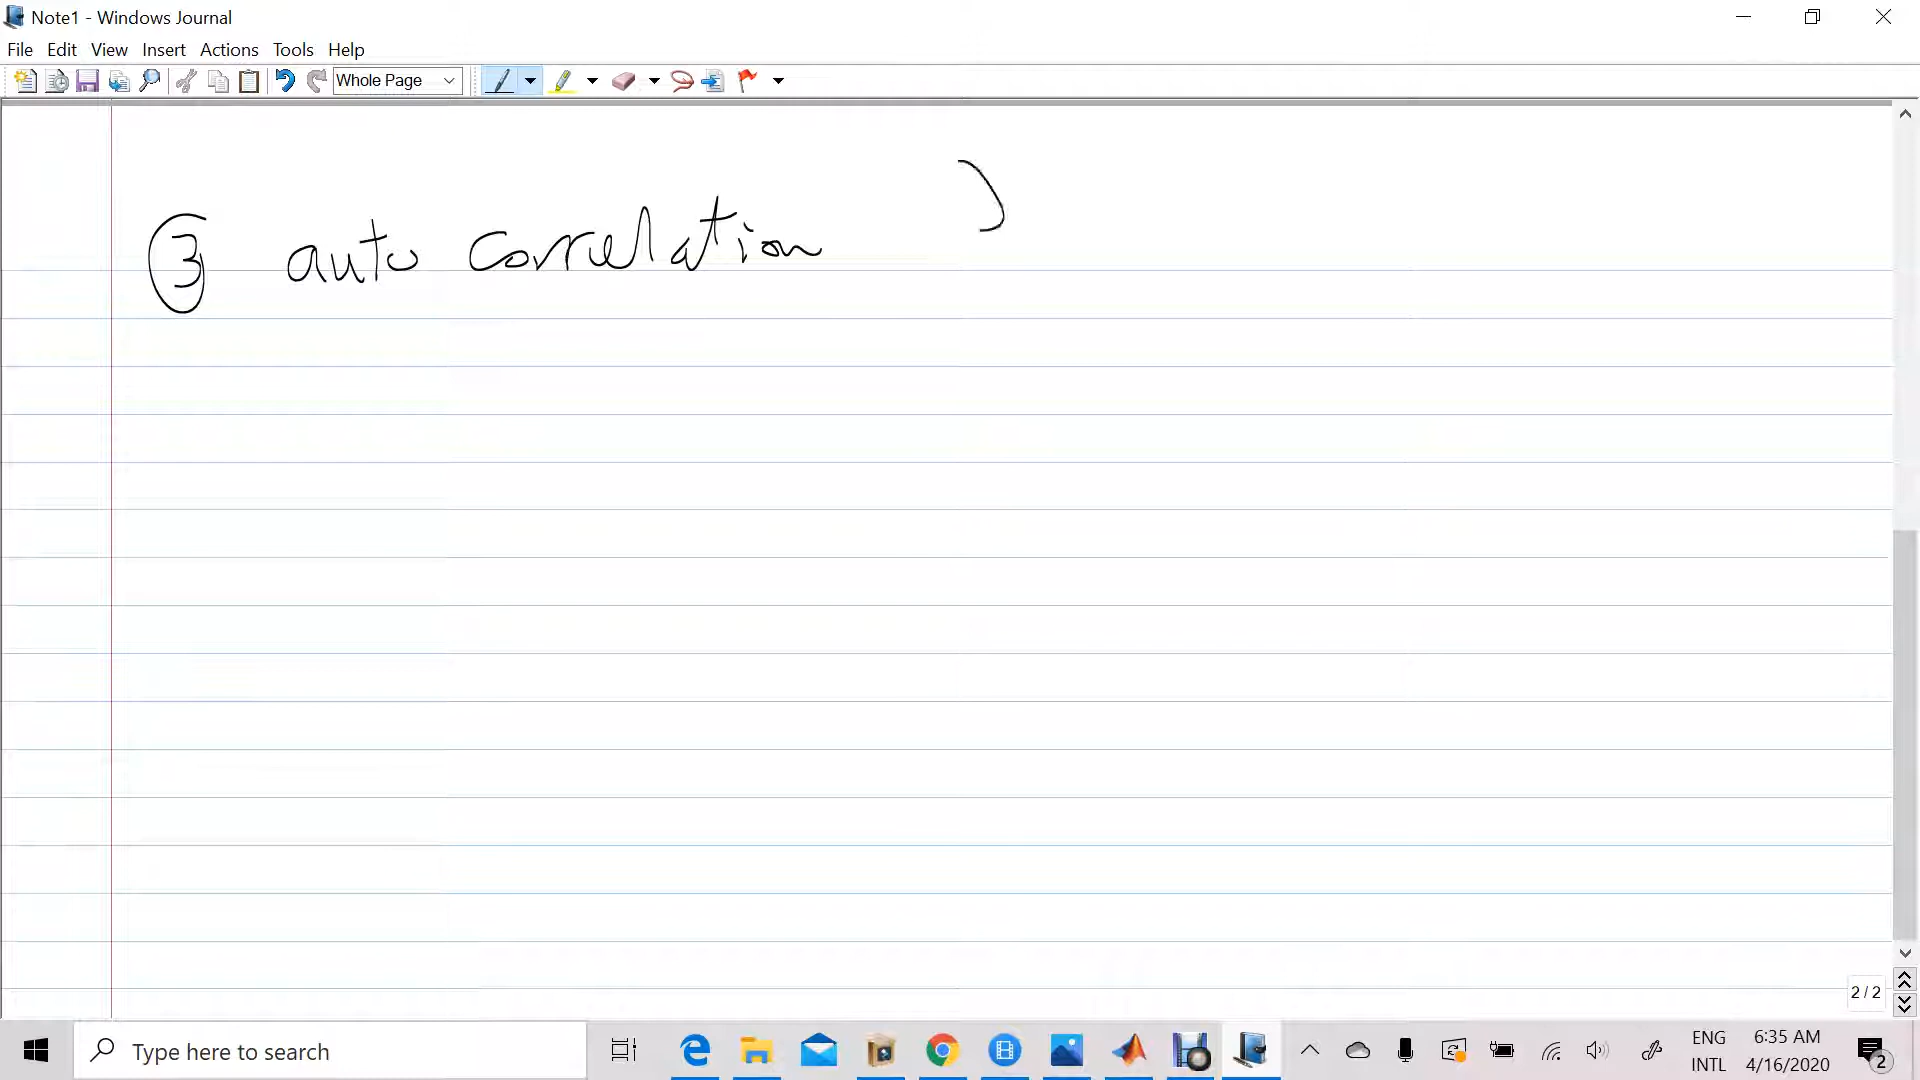 Note1 - Windows Journal
File Edit View Insert Actions Tools Help
Whole Page
③ auto correlation )
2 / 2
Type here to search
ENG
INTL
6:35 AM
4/16/2020
2